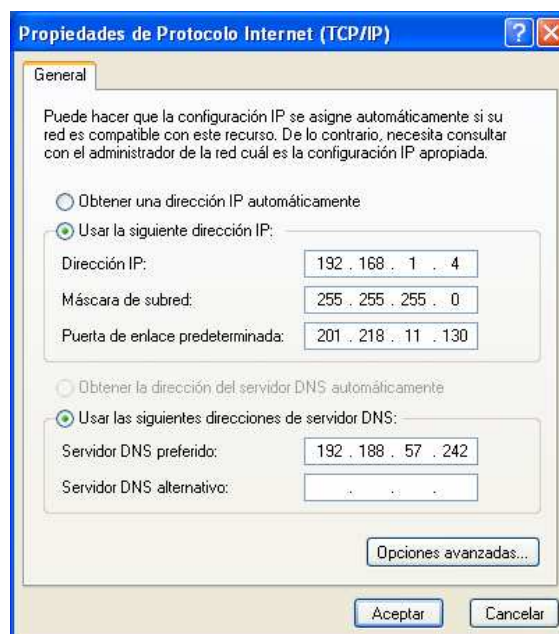 Propiedades de Protocolo Internet (TCP/IP)
General
Puede hacer que la configuración IP se asigne automáticamente si su
red es compatible con este recurso. De lo contrario, necesita consultar
con el administrador de la red cuál es la configuración IP apropiada.
Obtener una dirección IP automáticamente
Usar la siguiente dirección IP:
Dirección IP: 192 . 168 . 1 . 4
Máscara de subred: 255 . 255 . 255 . 0
Puerta de enlace predeterminada: 201 . 218 . 11 . 130
Obtener la dirección del servidor DNS automáticamente
Usar las siguientes direcciones de servidor DNS:
Servidor DNS preferido: 192 . 188 . 57 . 242
Servidor DNS alternativo: . . .
Opciones avanzadas...
Aceptar Cancelar